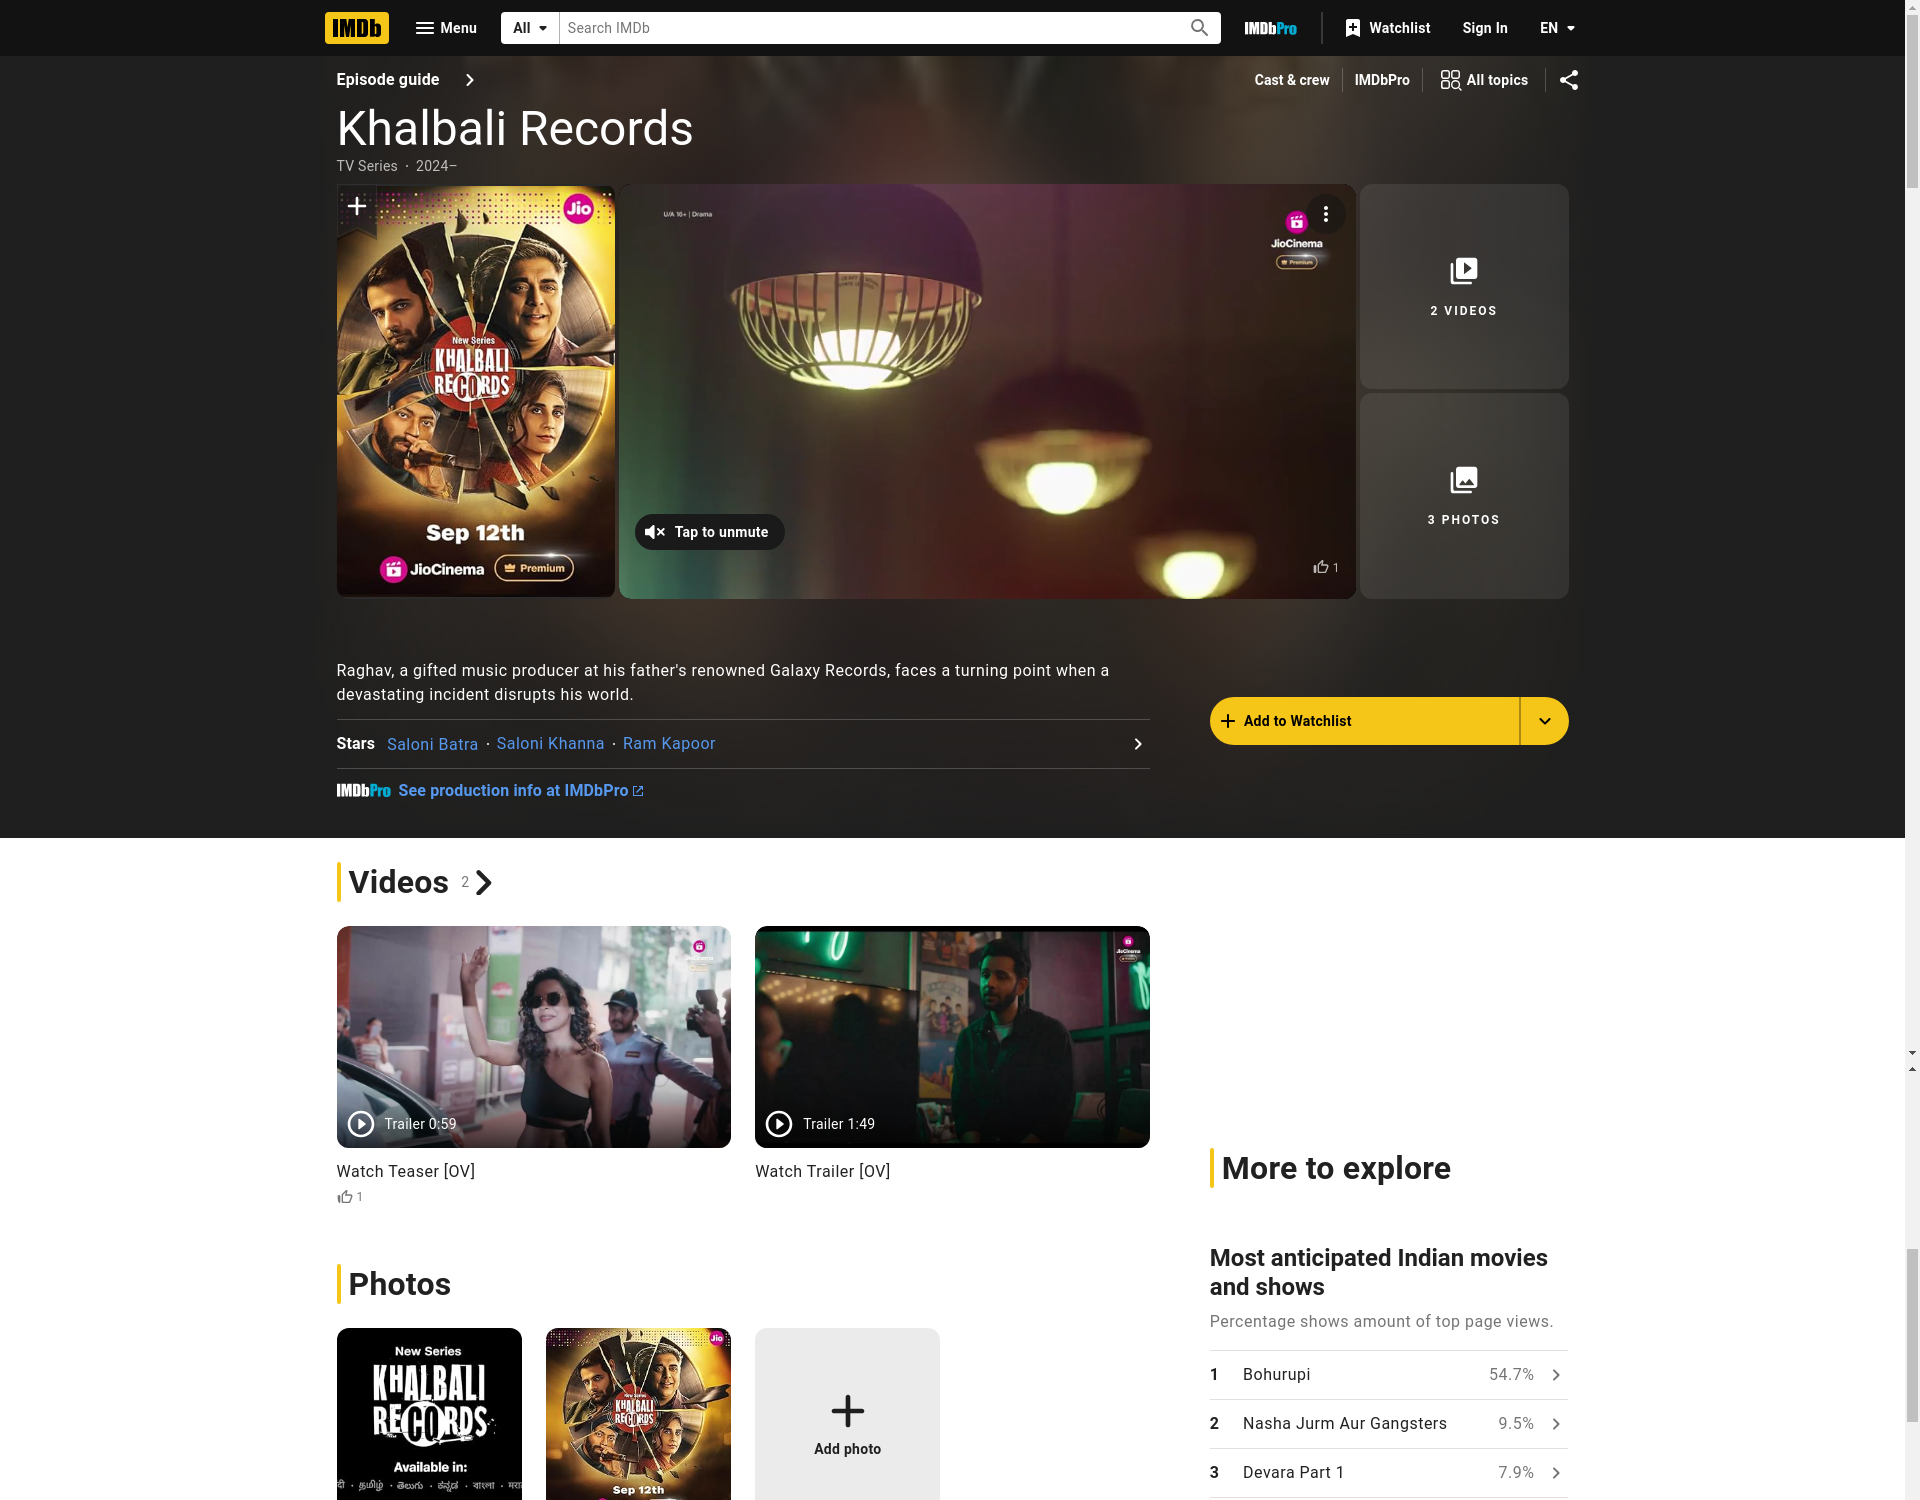 IMDb
Menu
All
Search IMDb
IMDbPro
Watchlist
Sign In
EN
Episode guide
Cast & crew
IMDbPro
All topics
Khalbali Records
TV Series · 2024–
Jio
New Series
KHALBALI
RECORDS
Sep 12th
JioCinema
Premium
U/A 16+ | Drama
JioCinema
Premium
Tap to unmute
1
2 VIDEOS
3 PHOTOS
Raghav, a gifted music producer at his father's renowned Galaxy Records, faces a turning point when a
devastating incident disrupts his world.
Stars Saloni Batra · Saloni Khanna · Ram Kapoor
IMDbPro See production info at IMDbPro
Add to Watchlist
Videos 2
JioCinema
Trailer 0:59
Trailer 1:49
Watch Teaser [OV]
Watch Trailer [OV]
1
Photos
New Series
KHALBALI
RECORDS
Available in:
தமிழ் · తెలుగు · ಕನ್ನಡ · বাংলা
Jio
KHALBALI
RECORDS
Sep 12th
Add photo
More to explore
Most anticipated Indian movies
and shows
Percentage shows amount of top page views.
1 Bohurupi 54.7%
2 Nasha Jurm Aur Gangsters 9.5%
3 Devara Part 1 7.9%